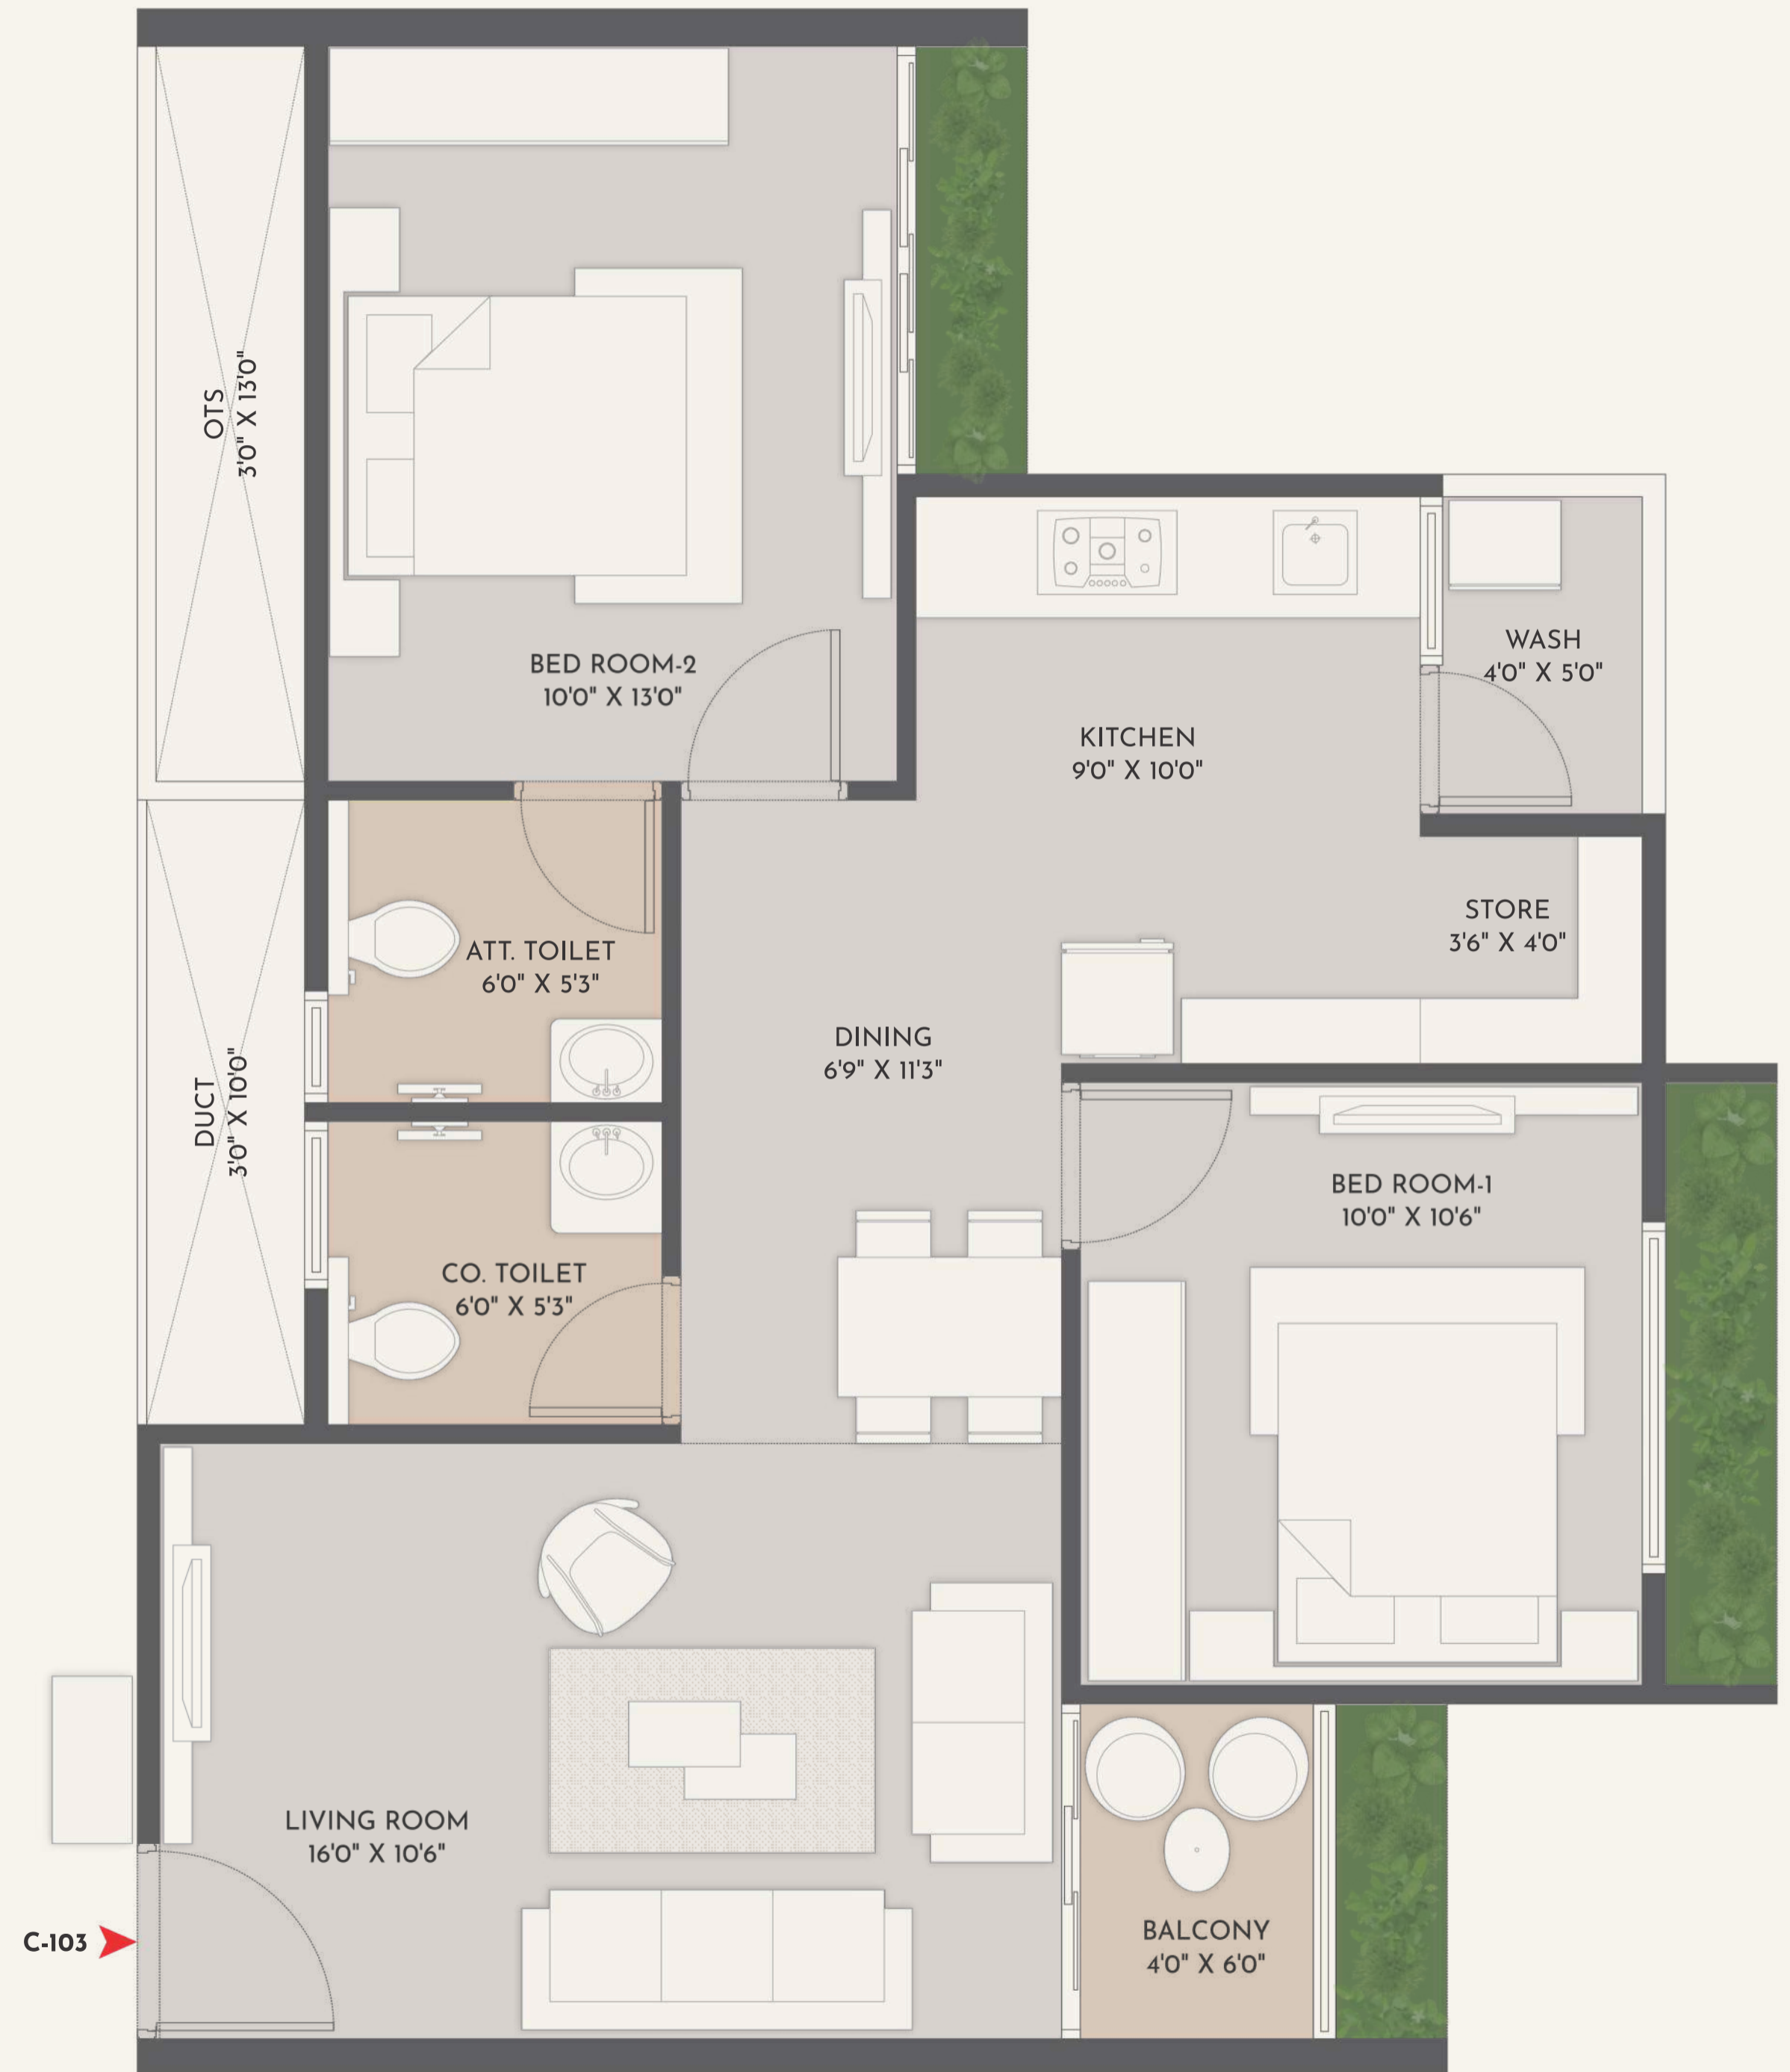 OTS
3'0" X 13'0"
BED ROOM-2
10'0" X 13'0"
WASH
4'0" X 5'0"
KITCHEN
9'0" X 10'0"
STORE
3'6" X 4'0"
ATT. TOILET
6'0" X 5'3"
DINING
6'9" X 11'3"
DUCT
3'0" X 10'0"
BED ROOM-1
10'0" X 10'6"
CO. TOILET
6'0" X 5'3"
LIVING ROOM
16'0" X 10'6"
BALCONY
4'0" X 6'0"
C-103